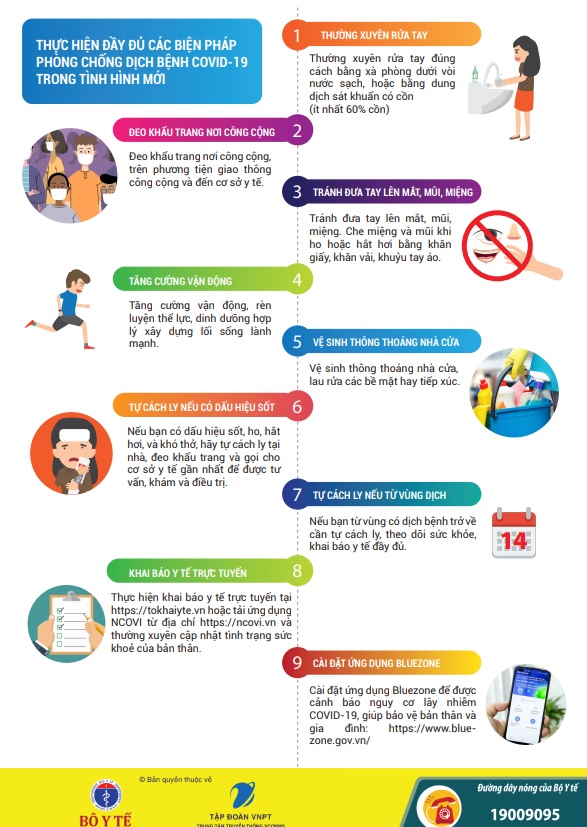 THỰC HIỆN ĐẦY ĐỦ CÁC BIỆN PHÁP
PHÒNG CHỐNG DỊCH BỆNH COVID-19
TRONG TÌNH HÌNH MỚI
1
THƯỜNG XUYÊN RỬA TAY
Thường xuyên rửa tay đúng
cách bằng xà phòng dưới vòi
nước sạch, hoặc bằng dung
dịch sát khuẩn có cồn
(ít nhất 60% cồn)
ĐEO KHẨU TRANG NƠI CÔNG CỘNG
2
Đeo khẩu trang nơi công cộng,
trên phương tiện giao thông
công cộng và đến cơ sở y tế.
3
TRÁNH ĐƯA TAY LÊN MẮT, MŨI, MIỆNG
Tránh đưa tay lên mắt, mũi,
miệng. Che miệng và mũi khi
ho hoặc hắt hơi bằng khăn
giấy, khăn vải, khuỷu tay áo.
TĂNG CƯỜNG VẬN ĐỘNG
4
Tăng cường vận động, rèn
luyện thể lực, dinh dưỡng hợp
lý xây dựng lối sống lành
mạnh.
5
VỆ SINH THÔNG THOÁNG NHÀ CỬA
Vệ sinh thông thoáng nhà cửa,
lau rửa các bề mặt hay tiếp xúc.
TỰ CÁCH LY NẾU CÓ DẤU HIỆU SỐT
6
Nếu bạn có dấu hiệu sốt, ho, hắt
hơi, và khó thở, hãy tự cách ly tại
nhà, đeo khẩu trang và gọi cho
cơ sở y tế gần nhất để được tư
vấn, khám và điều trị.
7
TỰ CÁCH LY NẾU TỪ VÙNG DỊCH
Nếu bạn từ vùng có dịch bệnh trở về
cần tự cách ly, theo dõi sức khỏe,
khai báo y tế đầy đủ.
14
KHAI BÁO Y TẾ TRỰC TUYẾN
8
Thực hiện khai báo y tế trực tuyến tại
https://tokhaiyte.vn hoặc tải ứng dụng
NCOVI từ địa chỉ https://ncovi.vn và
thường xuyên cập nhật tình trạng sức
khoẻ của bản thân.
9
CÀI ĐẶT ỨNG DỤNG BLUEZONE
Cài đặt ứng dụng Bluezone để được
cảnh báo nguy cơ lây nhiễm
COVID-19, giúp bảo vệ bản thân và
gia đình: https://www.blue-
zone.gov.vn/
© Bản quyền thuộc về
BỘ Y TẾ
TẬP ĐOÀN VNPT
Đường dây nóng của Bộ Y tế
19009095